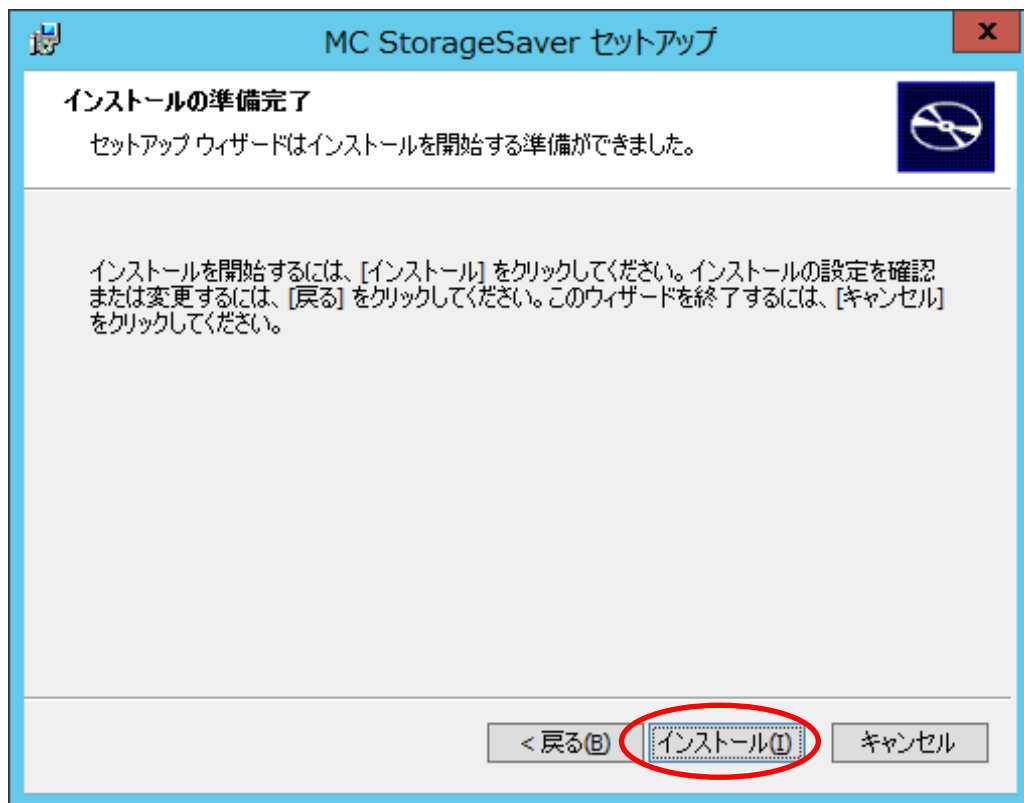 MC StorageSaver セットアップ
x
インストールの準備完了
セットアップ ウィザードはインストールを開始する準備ができました。
インストールを開始するには、[インストール] をクリックしてください。インストールの設定を確認
または変更するには、[戻る] をクリックしてください。このウィザードを終了するには、[キャンセル]
をクリックしてください。
< 戻る(B)
インストール(I)
キャンセル